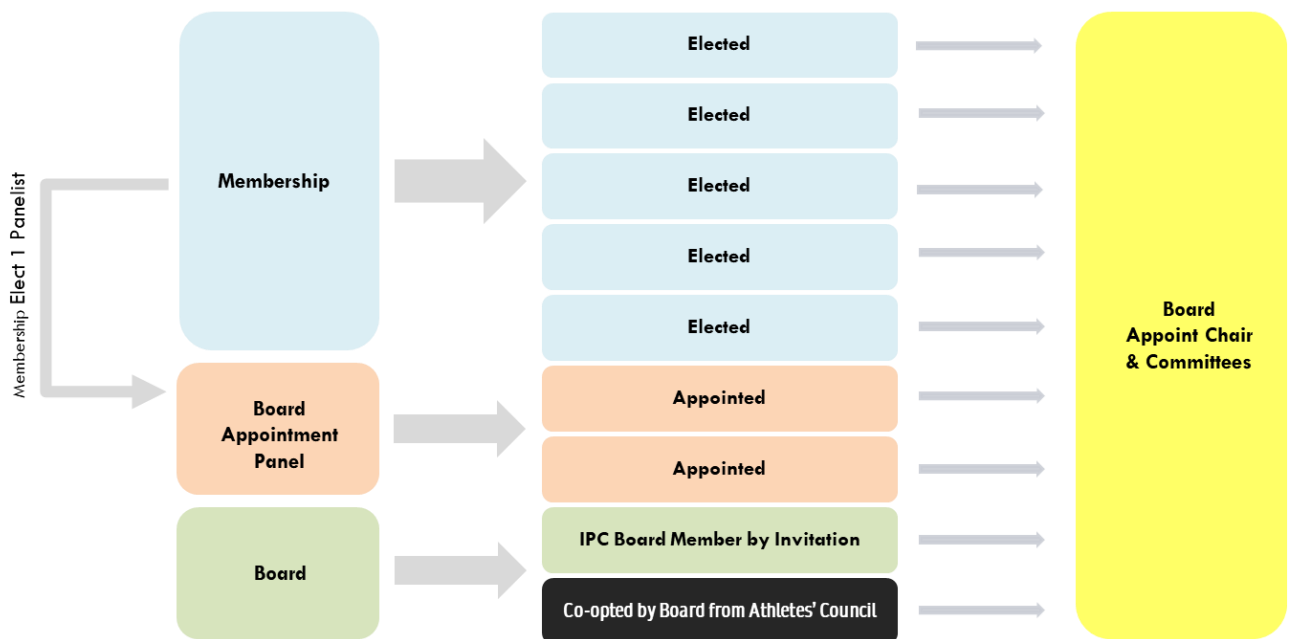 Membership Elect 1 Panelist
Membership
Board
Appointment
Panel
Board
Elected
Elected
Elected
Elected
Elected
Appointed
Appointed
IPC Board Member by Invitation
Co-opted by Board from Athletes' Council
Board
Appoint Chair
& Committees